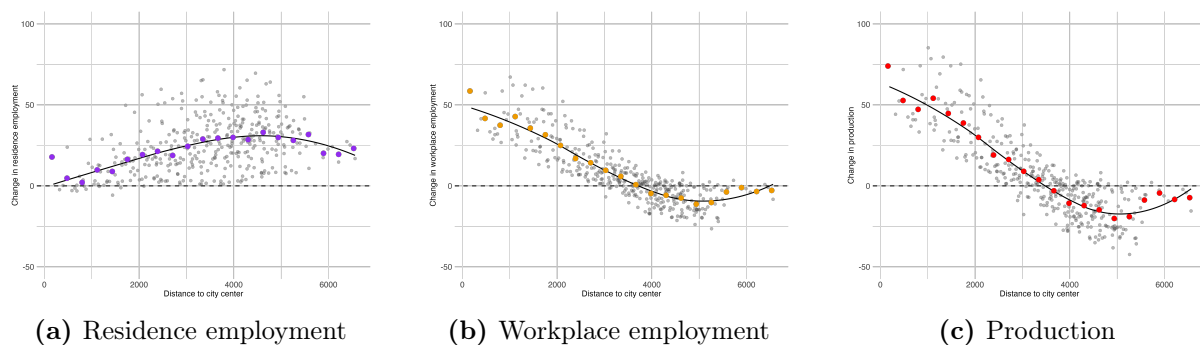 100
50
0
-50
Change in residence employment
0 2000 4000 6000
Distance to city center
(a) Residence employment
100
50
0
-50
Change in workplace employment
0 2000 4000 6000
Distance to city center
(b) Workplace employment
100
50
0
-50
Change in production
0 2000 4000 6000
Distance to city center
(c) Production